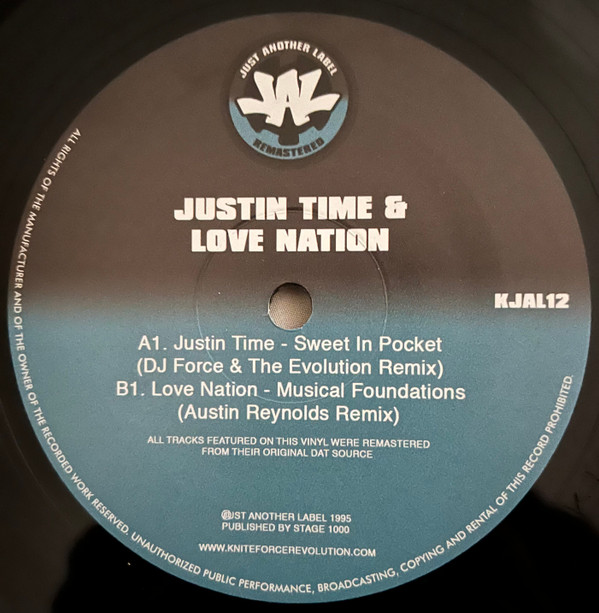 JUST ANOTHER LABEL
JAL
REMASTERED
JUSTIN TIME &
LOVE NATION
KJAL12
A1. Justin Time - Sweet In Pocket
(DJ Force & The Evolution Remix)
B1. Love Nation - Musical Foundations
(Austin Reynolds Remix)
ALL TRACKS FEATURED ON THIS VINYL WERE REMASTERED
FROM THEIR ORIGINAL DAT SOURCE
@UST ANOTHER LABEL 1995
PUBLISHED BY STAGE 1000
WWW.KNITEFORCEREVOLUTION.COM
ALL RIGHTS OF THE MANUFACTURER AND OF THE OWNER OF THE RECORDED WORK RESERVED. UNAUTHORIZED PUBLIC PERFORMANCE, BROADCASTING, COPYING AND RENTAL OF THIS RECORD PROHIBITED.